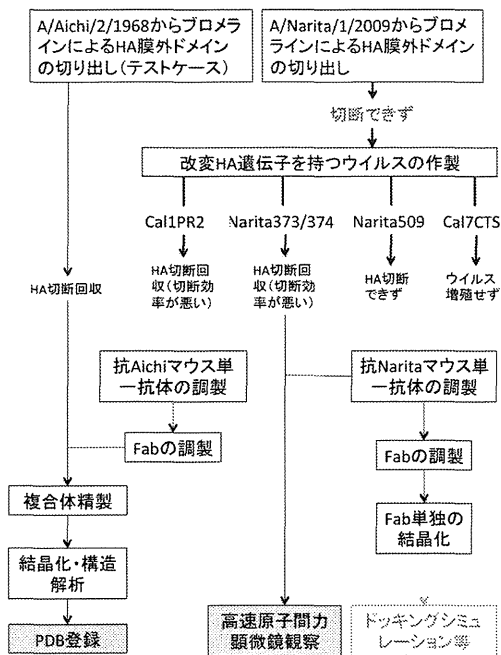 A/Aichi/2/1968からブロメラ
インによるHA膜外ドメイン
の切り出し（テストケース）
A/Narita/1/2009からブロメ
ラインによるHA膜外ドメイン
の切り出し
切断できず
改変HA遺伝子を持つウイルスの作製
Cal1PR2
Narita373/374
Narita509
Cal7CTS
HA切断回収
HA切断回
収（切断効
率が悪い）
HA切断回
収（切断効
率が悪い）
HA切断
できず
ウイルス
増殖せず
抗Aichiマウス単
一抗体の調製
抗Naritaマウス単
一抗体の調製
Fabの調製
Fabの調製
複合体精製
Fab単独の
結晶化
結晶化・構造
解析
PDB登録
高速原子間力
顕微鏡観察
ドッキングシミュ
レーション等